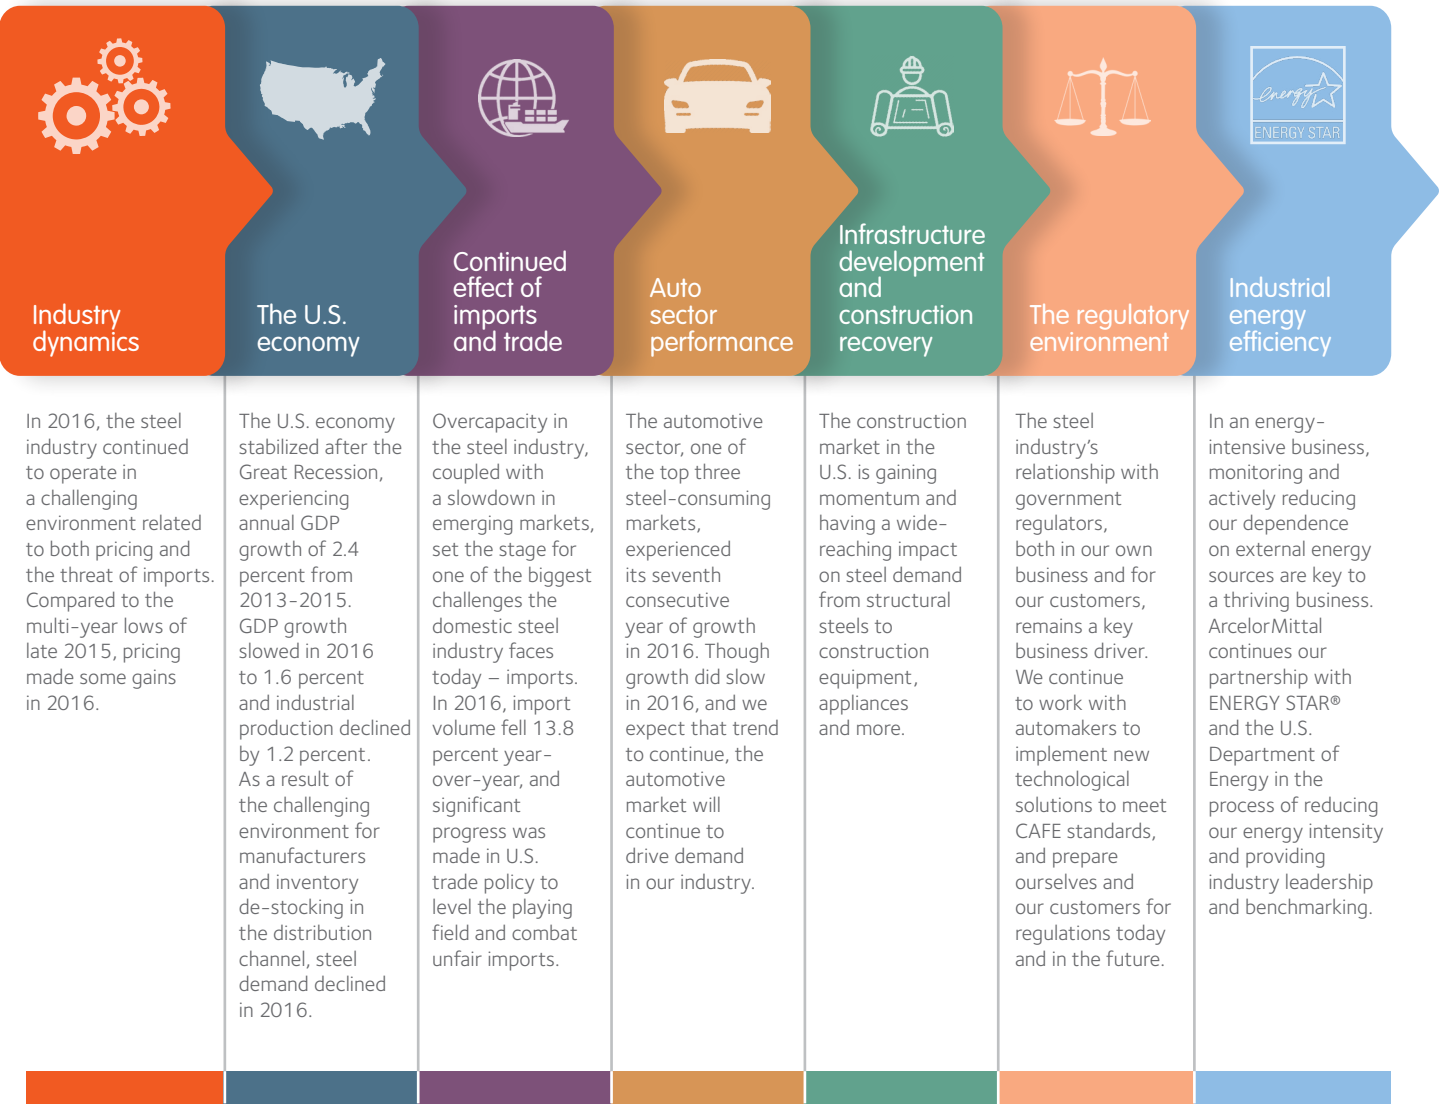 Industry
dynamics
In 2016, the steel
industry continued
to operate in
a challenging
environment related
to both pricing and
the threat of imports.
Compared to the
multi-year lows of
late 2015, pricing
made some gains
in 2016.
The U.S.
economy
The U.S. economy
stabilized after the
Great Recession,
experiencing
annual GDP
growth of 2.4
percent from
2013-2015.
GDP growth
slowed in 2016
to 1.6 percent
and industrial
production declined
by 1.2 percent.
As a result of
the challenging
environment for
manufacturers
and inventory
de-stocking in
the distribution
channel, steel
demand declined
in 2016.
Continued
effect of
imports
and trade
Overcapacity in
the steel industry,
coupled with
a slowdown in
emerging markets,
set the stage for
one of the biggest
challenges the
domestic steel
industry faces
today – imports.
In 2016, import
volume fell 13.8
percent year-
over-year, and
significant
progress was
made in U.S.
trade policy to
level the playing
field and combat
unfair imports.
Auto
sector
performance
The automotive
sector, one of
the top three
steel-consuming
markets,
experienced
its seventh
consecutive
year of growth
in 2016. Though
growth did slow
in 2016, and we
expect that trend
to continue, the
automotive
market will
continue to
drive demand
in our industry.
Infrastructure
development
and
construction
recovery
The construction
market in the
U.S. is gaining
momentum and
having a wide-
reaching impact
on steel demand
from structural
steels to
construction
equipment,
appliances
and more.
The regulatory
environment
The steel
industry's
relationship with
government
regulators,
both in our own
business and for
our customers,
remains a key
business driver.
We continue
to work with
automakers to
implement new
technological
solutions to meet
CAFE standards,
and prepare
ourselves and
our customers for
regulations today
and in the future.
energy
ENERGY STAR
Industrial
energy
efficiency
In an energy-
intensive business,
monitoring and
actively reducing
our dependence
on external energy
sources are key to
a thriving business.
ArcelorMittal
continues our
partnership with
ENERGY STAR®
and the U.S.
Department of
Energy in the
process of reducing
our energy intensity
and providing
industry leadership
and benchmarking.